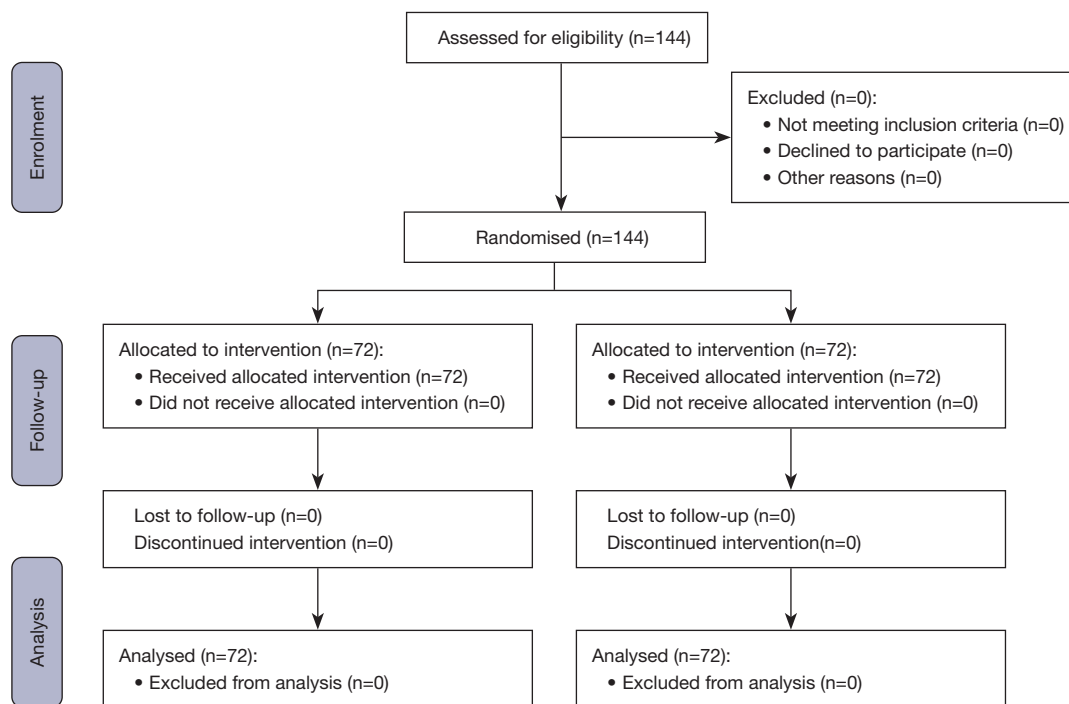 Assessed for eligibility (n=144)
Enrolment
Excluded (n=0):
• Not meeting inclusion criteria (n=0)
• Declined to participate (n=0)
• Other reasons (n=0)
Randomised (n=144)
Follow-up
Allocated to intervention (n=72):
• Received allocated intervention (n=72)
• Did not receive allocated intervention (n=0)
Allocated to intervention (n=72):
• Received allocated intervention (n=72)
• Did not receive allocated intervention (n=0)
Lost to follow-up (n=0)
Discontinued intervention (n=0)
Lost to follow-up (n=0)
Discontinued intervention(n=0)
Analysis
Analysed (n=72):
• Excluded from analysis (n=0)
Analysed (n=72):
• Excluded from analysis (n=0)